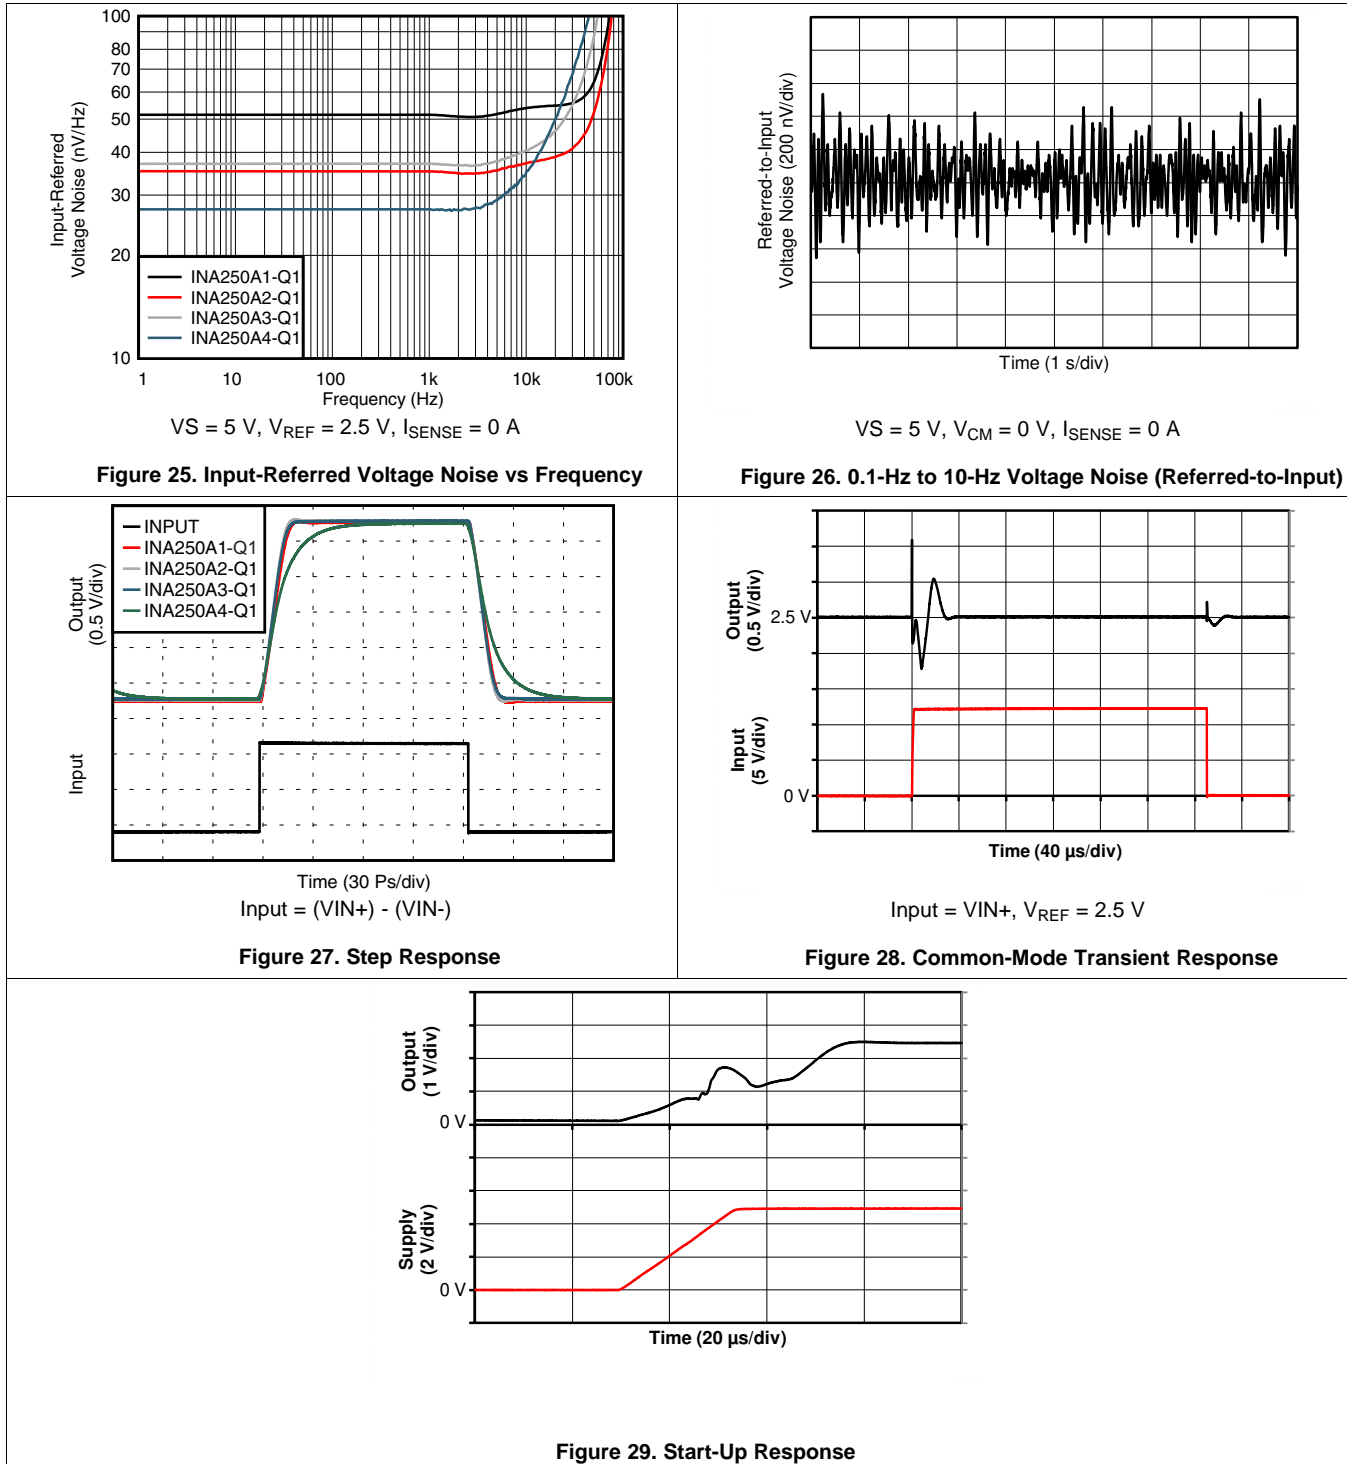 100
80
70
60
50
40
30
20
10
Input-Referred
Voltage Noise (nV/Hz)
INA250A1-Q1
INA250A2-Q1
INA250A3-Q1
INA250A4-Q1
1 10 100 1k 10k 100k
Frequency (Hz)
VS = 5 V, VREF = 2.5 V, ISENSE = 0 A
Figure 25. Input-Referred Voltage Noise vs Frequency
Referred-to-Input
Voltage Noise (200 nV/div)
Time (1 s/div)
VS = 5 V, VCM = 0 V, ISENSE = 0 A
Figure 26. 0.1-Hz to 10-Hz Voltage Noise (Referred-to-Input)
INPUT
INA250A1-Q1
INA250A2-Q1
INA250A3-Q1
INA250A4-Q1
Output
(0.5 V/div)
Input
Time (30 Ps/div)
Input = (VIN+) - (VIN-)
Figure 27. Step Response
Output
(0.5 V/div)
2.5 V
Input
(5 V/div)
0 V
Time (40 µs/div)
Input = VIN+, VREF = 2.5 V
Figure 28. Common-Mode Transient Response
Output
(1 V/div)
0 V
Supply
(2 V/div)
0 V
Time (20 µs/div)
Figure 29. Start-Up Response